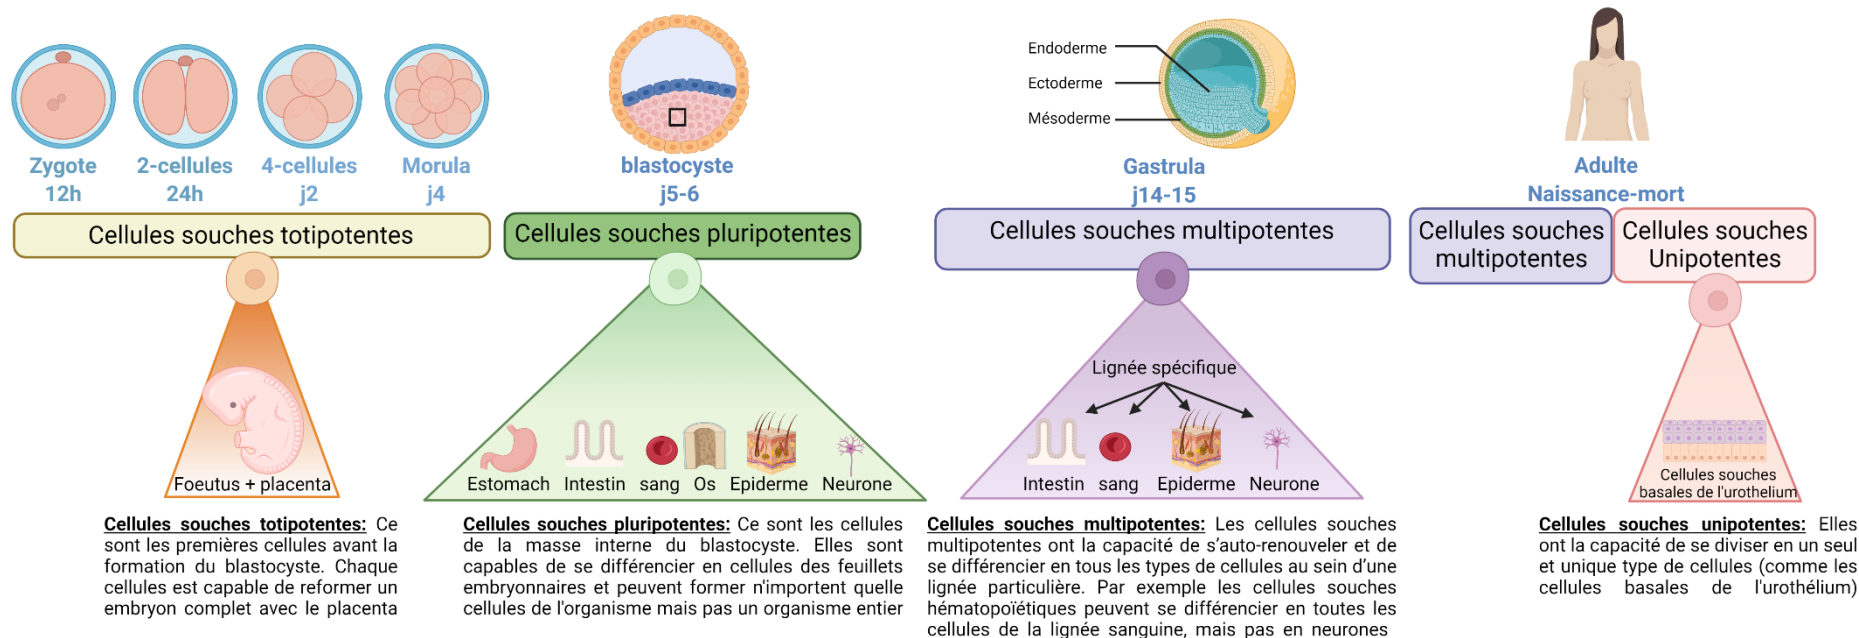 Zygote
12h
2-cellules
24h
4-cellules
j2
Morula
j4
blastocyste
j5-6
Endoderme
Ectoderme
Mésoderme
Gastrula
j14-15
Adulte
Naissance-mort
Cellules souches totipotentes
Cellules souches pluripotentes
Cellules souches multipotentes
Cellules souches
multipotentes
Cellules souches
Unipotentes
Foeutus + placenta
Estomach
Intestin
sang
Os
Epiderme
Neurone
Lignée spécifique
Intestin
sang
Epiderme
Neurone
Cellules souches
basales de l'urothelium
Cellules souches totipotentes: Ce
sont les premières cellules avant la
formation du blastocyste. Chaque
cellules est capable de reformer un
embryon complet avec le placenta
Cellules souches pluripotentes: Ce sont les cellules
de la masse interne du blastocyste. Elles sont
capables de se différencier en cellules des feuillets
embryonnaires et peuvent former n'importent quelle
cellules de l'organisme mais pas un organisme entier
Cellules souches multipotentes: Les cellules souches
multipotentes ont la capacité de s'auto-renouveler et de
se différencier en tous les types de cellules au sein d'une
lignée particulière. Par exemple les cellules souches
hématopoïétiques peuvent se différencier en toutes les
cellules de la lignée sanguine, mais pas en neurones
Cellules souches unipotentes: Elles
ont la capacité de se diviser en un seul
et unique type de cellules (comme les
cellules basales de l'urothélium)